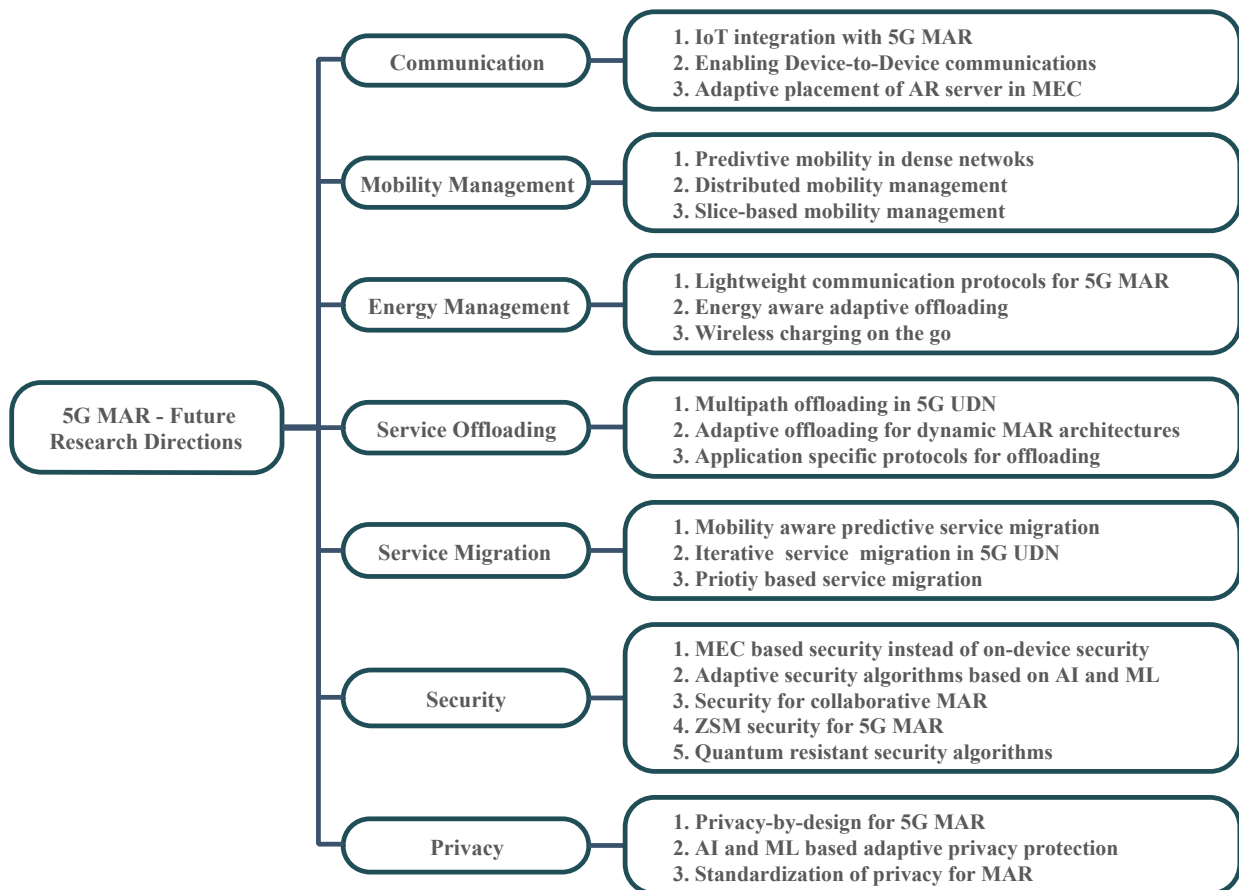 5G MAR - Future
Research Directions
Communication
1. IoT integration with 5G MAR
2. Enabling Device-to-Device communications
3. Adaptive placement of AR server in MEC
Mobility Management
1. Predivtive mobility in dense netwoks
2. Distributed mobility management
3. Slice-based mobility management
Energy Management
1. Lightweight communication protocols for 5G MAR
2. Energy aware adaptive offloading
3. Wireless charging on the go
Service Offloading
1. Multipath offloading in 5G UDN
2. Adaptive offloading for dynamic MAR architectures
3. Application specific protocols for offloading
Service Migration
1. Mobility aware predictive service migration
2. Iterative service migration in 5G UDN
3. Priotiy based service migration
Security
1. MEC based security instead of on-device security
2. Adaptive security algorithms based on AI and ML
3. Security for collaborative MAR
4. ZSM security for 5G MAR
5. Quantum resistant security algorithms
Privacy
1. Privacy-by-design for 5G MAR
2. AI and ML based adaptive privacy protection
3. Standardization of privacy for MAR